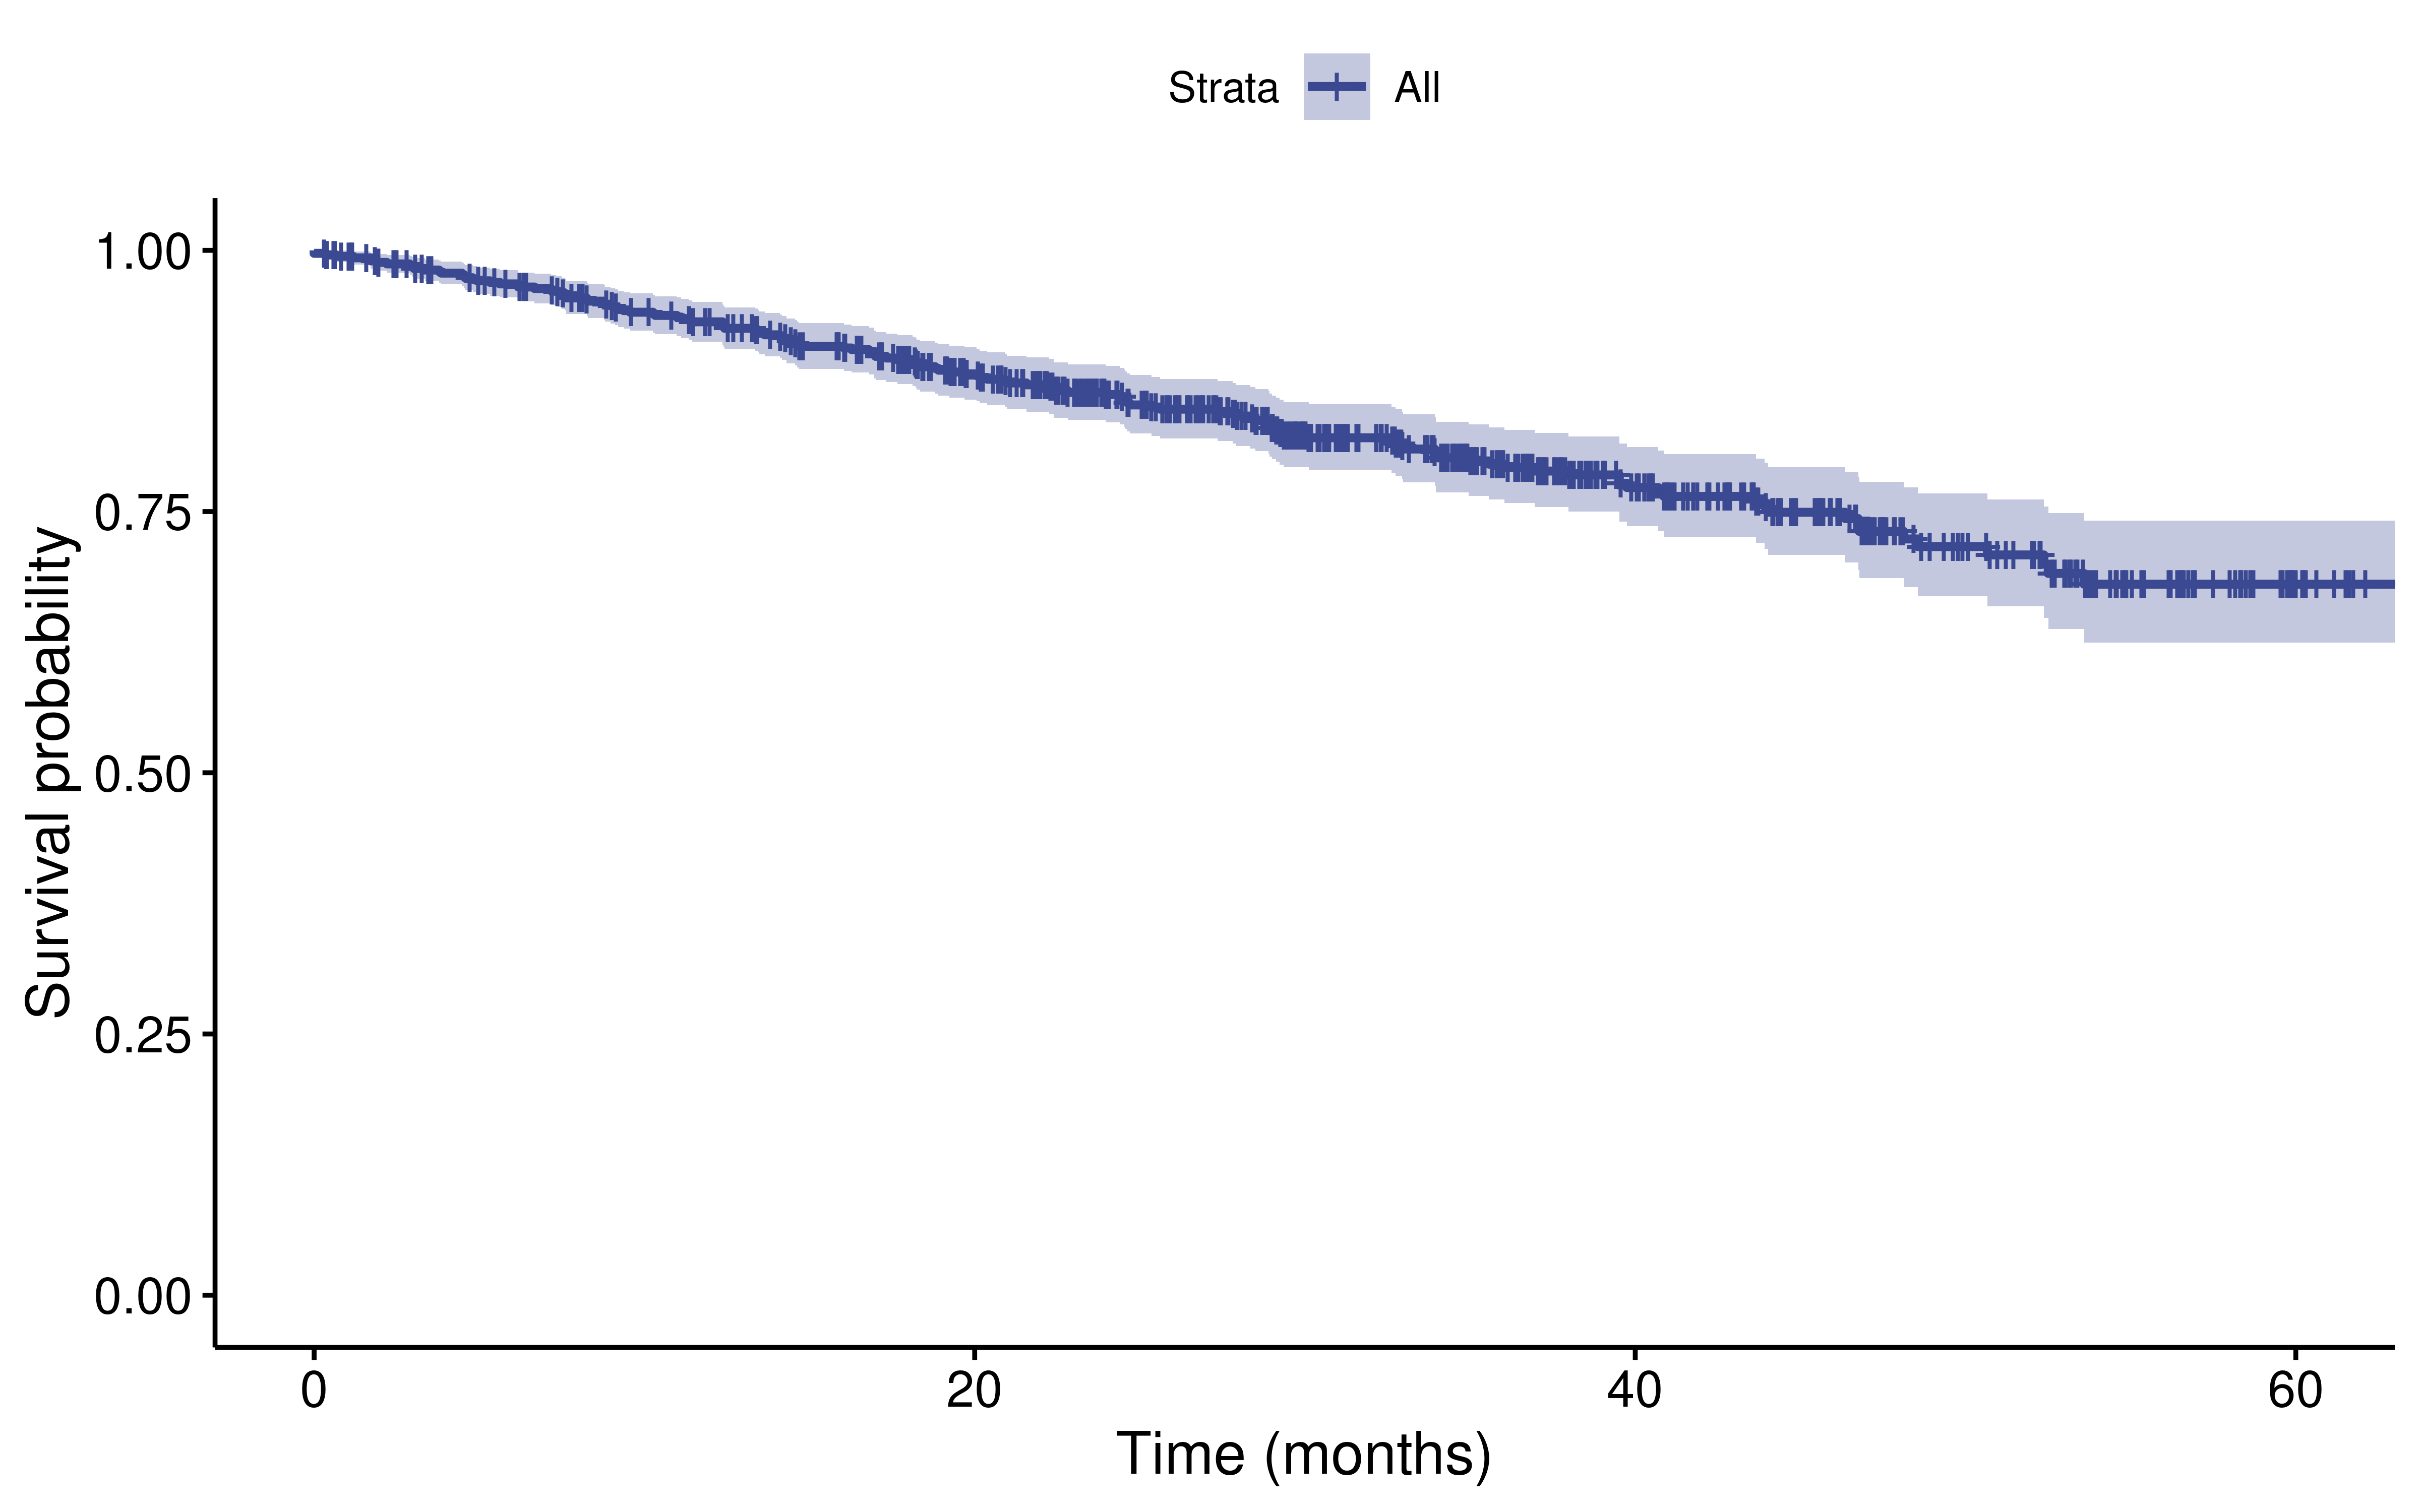 Strata All
1.00
0.75
0.50
0.25
0.00
Survival probability
0 20 40 60
Time (months)